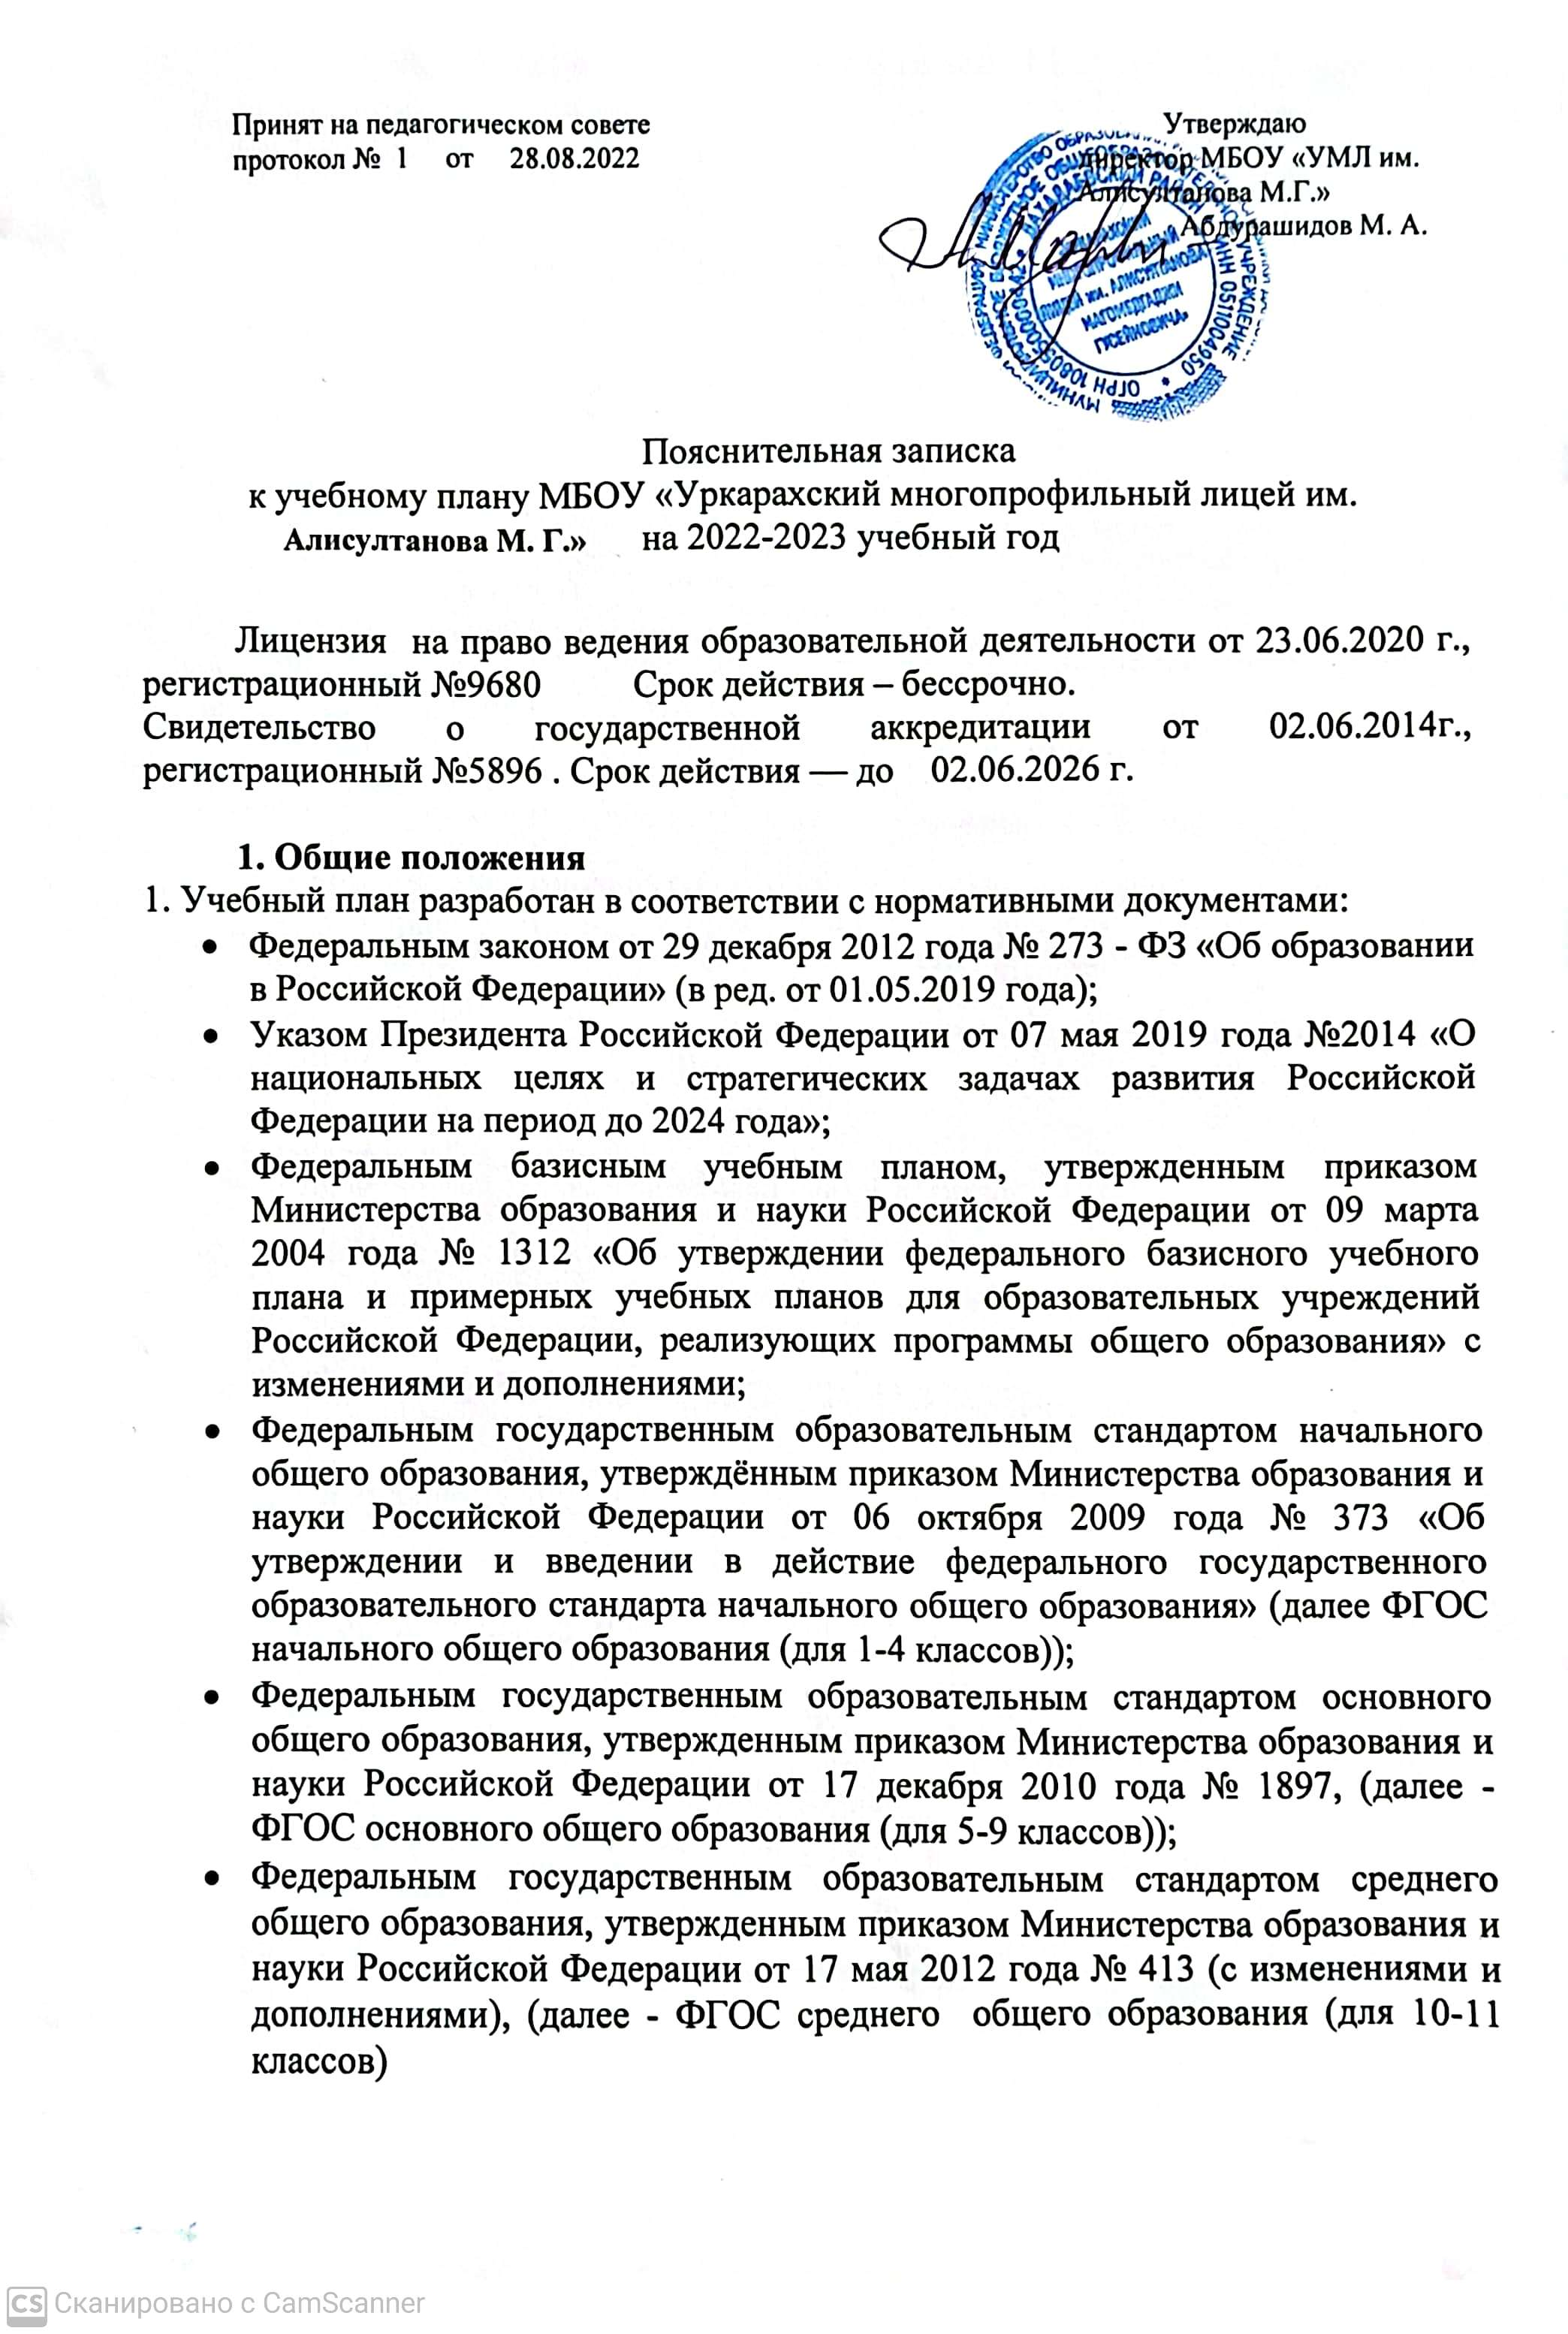 Принят на педагогическом совете
протокол № 1 от 28.08.2022
Утверждаю
директор МБОУ «УМЛ им.
Алисултанова М.Г.»
Абдурашидов М. А.
МИНИСТЕРСТВО
УЧРЕЖДЕНИЕ
ИНН 0511004950
ОГРН
ЛИЦЕЙ им. АЛИСУЛТАНОВА
МАГОМЕДГАДЖИ
ГУСЕЙНОВИЧА»
Пояснительная записка
к учебному плану МБОУ «Уркарахский многопрофильный лицей им.
Алисултанова М. Г.» на 2022-2023 учебный год
Лицензия на право ведения образовательной деятельности от 23.06.2020 г.,
регистрационный №9680 Срок действия – бессрочно.
Свидетельство о государственной аккредитации от 02.06.2014г.,
регистрационный №5896 . Срок действия — до 02.06.2026 г.
1. Общие положения
1. Учебный план разработан в соответствии с нормативными документами:
• Федеральным законом от 29 декабря 2012 года № 273 - ФЗ «Об образовании
в Российской Федерации» (в ред. от 01.05.2019 года);
• Указом Президента Российской Федерации от 07 мая 2019 года №2014 «О
национальных целях и стратегических задачах развития Российской
Федерации на период до 2024 года»;
• Федеральным базисным учебным планом, утвержденным приказом
Министерства образования и науки Российской Федерации от 09 марта
2004 года № 1312 «Об утверждении федерального базисного учебного
плана и примерных учебных планов для образовательных учреждений
Российской Федерации, реализующих программы общего образования» с
изменениями и дополнениями;
• Федеральным государственным образовательным стандартом начального
общего образования, утверждённым приказом Министерства образования и
науки Российской Федерации от 06 октября 2009 года № 373 «Об
утверждении и введении в действие федерального государственного
образовательного стандарта начального общего образования» (далее ФГОС
начального общего образования (для 1-4 классов));
• Федеральным государственным образовательным стандартом основного
общего образования, утвержденным приказом Министерства образования и
науки Российской Федерации от 17 декабря 2010 года № 1897, (далее -
ФГОС основного общего образования (для 5-9 классов));
• Федеральным государственным образовательным стандартом среднего
общего образования, утвержденным приказом Министерства образования и
науки Российской Федерации от 17 мая 2012 года № 413 (с изменениями и
дополнениями), (далее - ФГОС среднего общего образования (для 10-11
классов)
CS Сканировано с CamScanner